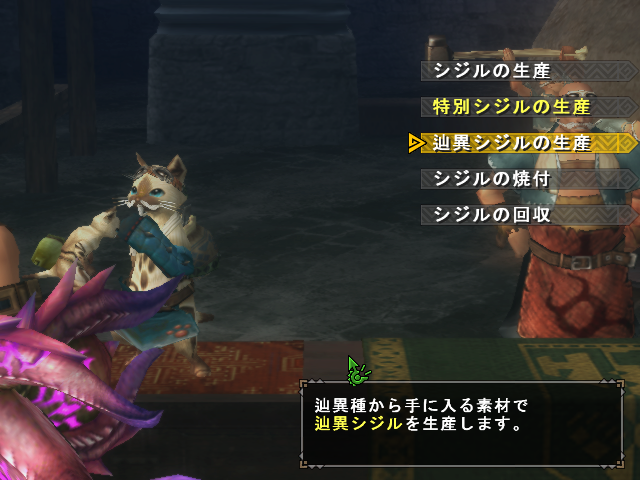 シジルの生産
特別シジルの生産
辿異シジルの生産
シジルの焼付
シジルの回収
辿異種から手に入る素材で
辿異シジルを生産します。